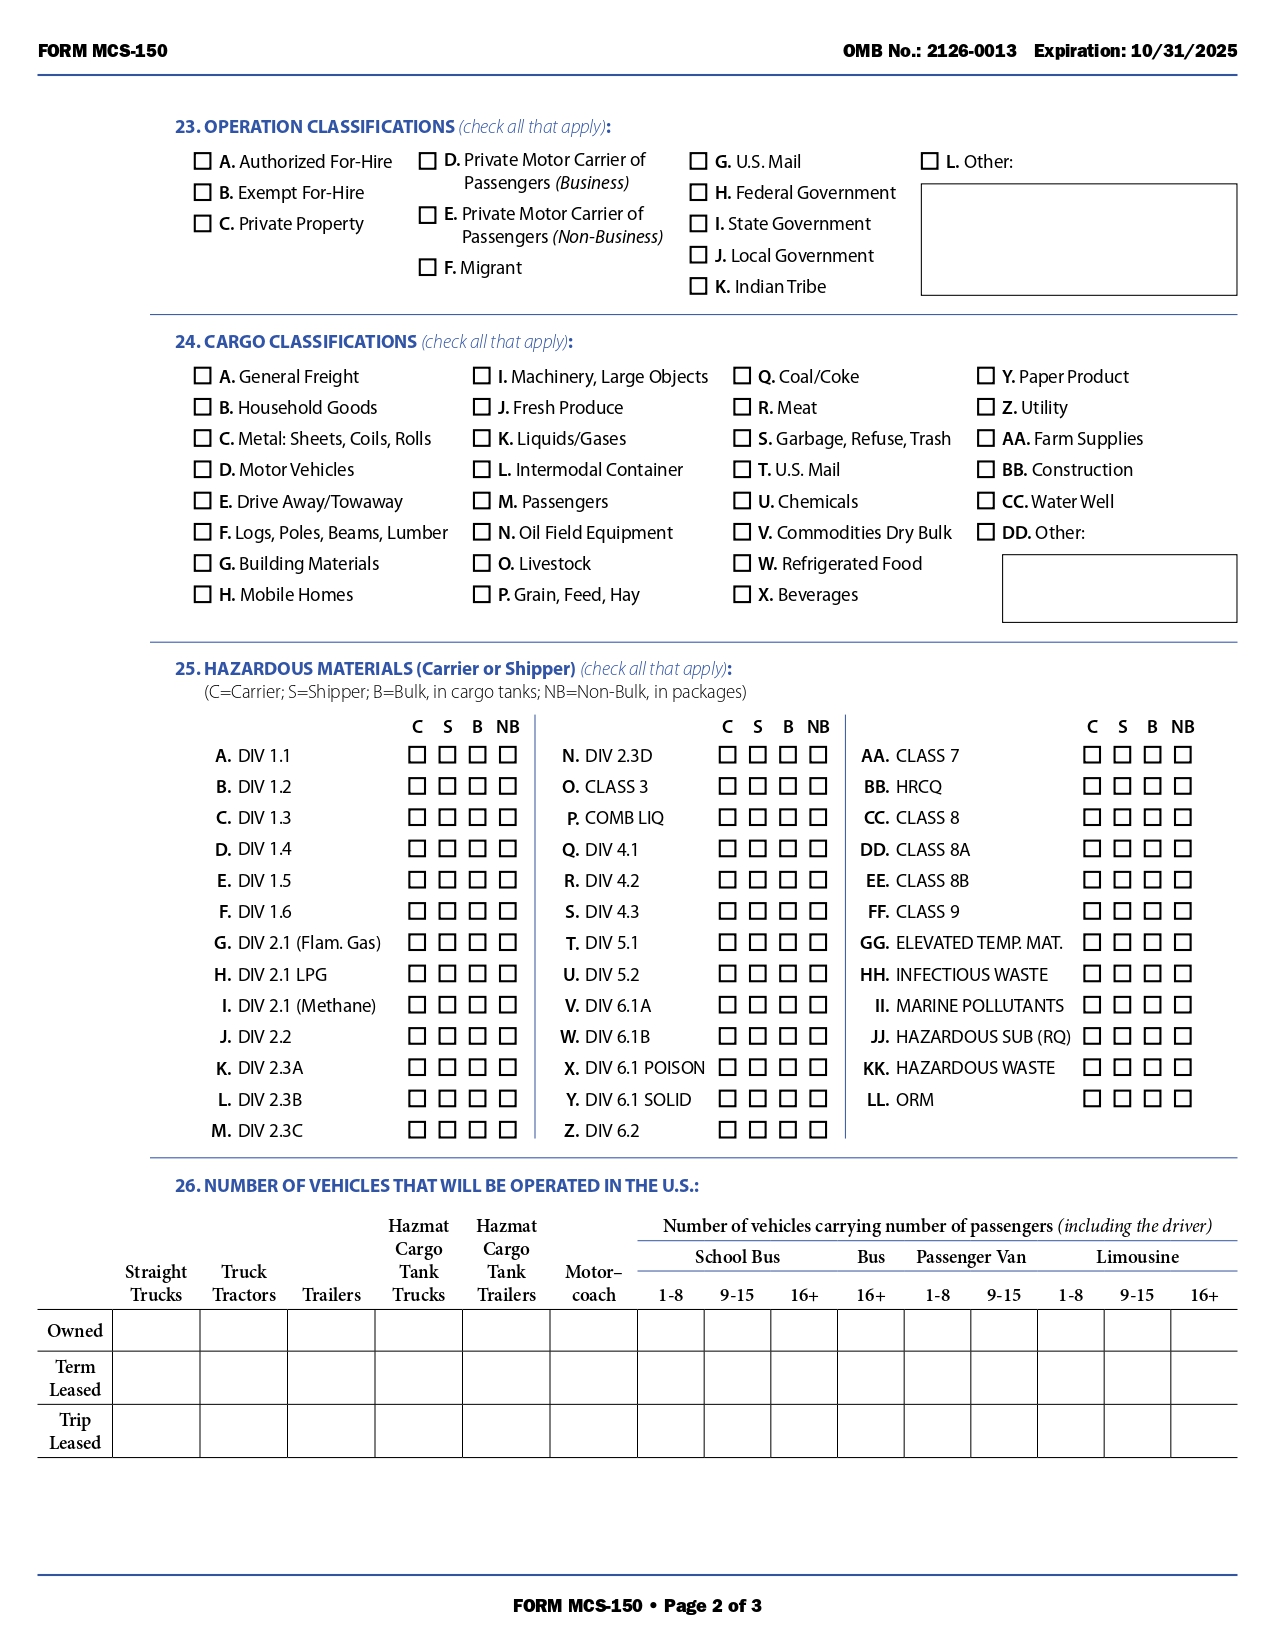 FORM MCS-150
OMB No.: 2126-0013 Expiration: 10/31/2025
23. OPERATION CLASSIFICATIONS (check all that apply):
A. Authorized For-Hire
B. Exempt For-Hire
C. Private Property
D. Private Motor Carrier of
Passengers (Business)
E. Private Motor Carrier of
Passengers (Non-Business)
F. Migrant
G. U.S. Mail
H. Federal Government
I. State Government
J. Local Government
K. Indian Tribe
L. Other:
24. CARGO CLASSIFICATIONS (check all that apply):
A. General Freight
B. Household Goods
C. Metal: Sheets, Coils, Rolls
D. Motor Vehicles
E. Drive Away/Towaway
F. Logs, Poles, Beams, Lumber
G. Building Materials
H. Mobile Homes
I. Machinery, Large Objects
J. Fresh Produce
K. Liquids/Gases
L. Intermodal Container
M. Passengers
N. Oil Field Equipment
O. Livestock
P. Grain, Feed, Hay
Q. Coal/Coke
R. Meat
S. Garbage, Refuse, Trash
T. U.S. Mail
U. Chemicals
V. Commodities Dry Bulk
W. Refrigerated Food
X. Beverages
Y. Paper Product
Z. Utility
AA. Farm Supplies
BB. Construction
CC. Water Well
DD. Other:
25. HAZARDOUS MATERIALS (Carrier or Shipper) (check all that apply):
(C=Carrier; S=Shipper; B=Bulk, in cargo tanks; NB=Non-Bulk, in packages)
C S B NB
A. DIV 1.1
B. DIV 1.2
C. DIV 1.3
D. DIV 1.4
E. DIV 1.5
F. DIV 1.6
G. DIV 2.1 (Flam. Gas)
H. DIV 2.1 LPG
I. DIV 2.1 (Methane)
J. DIV 2.2
K. DIV 2.3A
L. DIV 2.3B
M. DIV 2.3C
C S B NB
N. DIV 2.3D
O. CLASS 3
P. COMB LIQ
Q. DIV 4.1
R. DIV 4.2
S. DIV 4.3
T. DIV 5.1
U. DIV 5.2
V. DIV 6.1A
W. DIV 6.1B
X. DIV 6.1 POISON
Y. DIV 6.1 SOLID
Z. DIV 6.2
C S B NB
AA. CLASS 7
BB. HRCQ
CC. CLASS 8
DD. CLASS 8A
EE. CLASS 8B
FF. CLASS 9
GG. ELEVATED TEMP. MAT.
HH. INFECTIOUS WASTE
II. MARINE POLLUTANTS
JJ. HAZARDOUS SUB (RQ)
KK. HAZARDOUS WASTE
LL. ORM
26. NUMBER OF VEHICLES THAT WILL BE OPERATED IN THE U.S.:
Straight
Trucks
Truck
Tractors
Trailers
Hazmat
Cargo
Tank
Trucks
Hazmat
Cargo
Tank
Trailers
Motor–
coach
Number of vehicles carrying number of passengers (including the driver)
School Bus Bus Passenger Van Limousine
1-8 9-15 16+ 16+ 1-8 9-15 1-8 9-15 16+
Owned
Term
Leased
Trip
Leased
FORM MCS-150 • Page 2 of 3